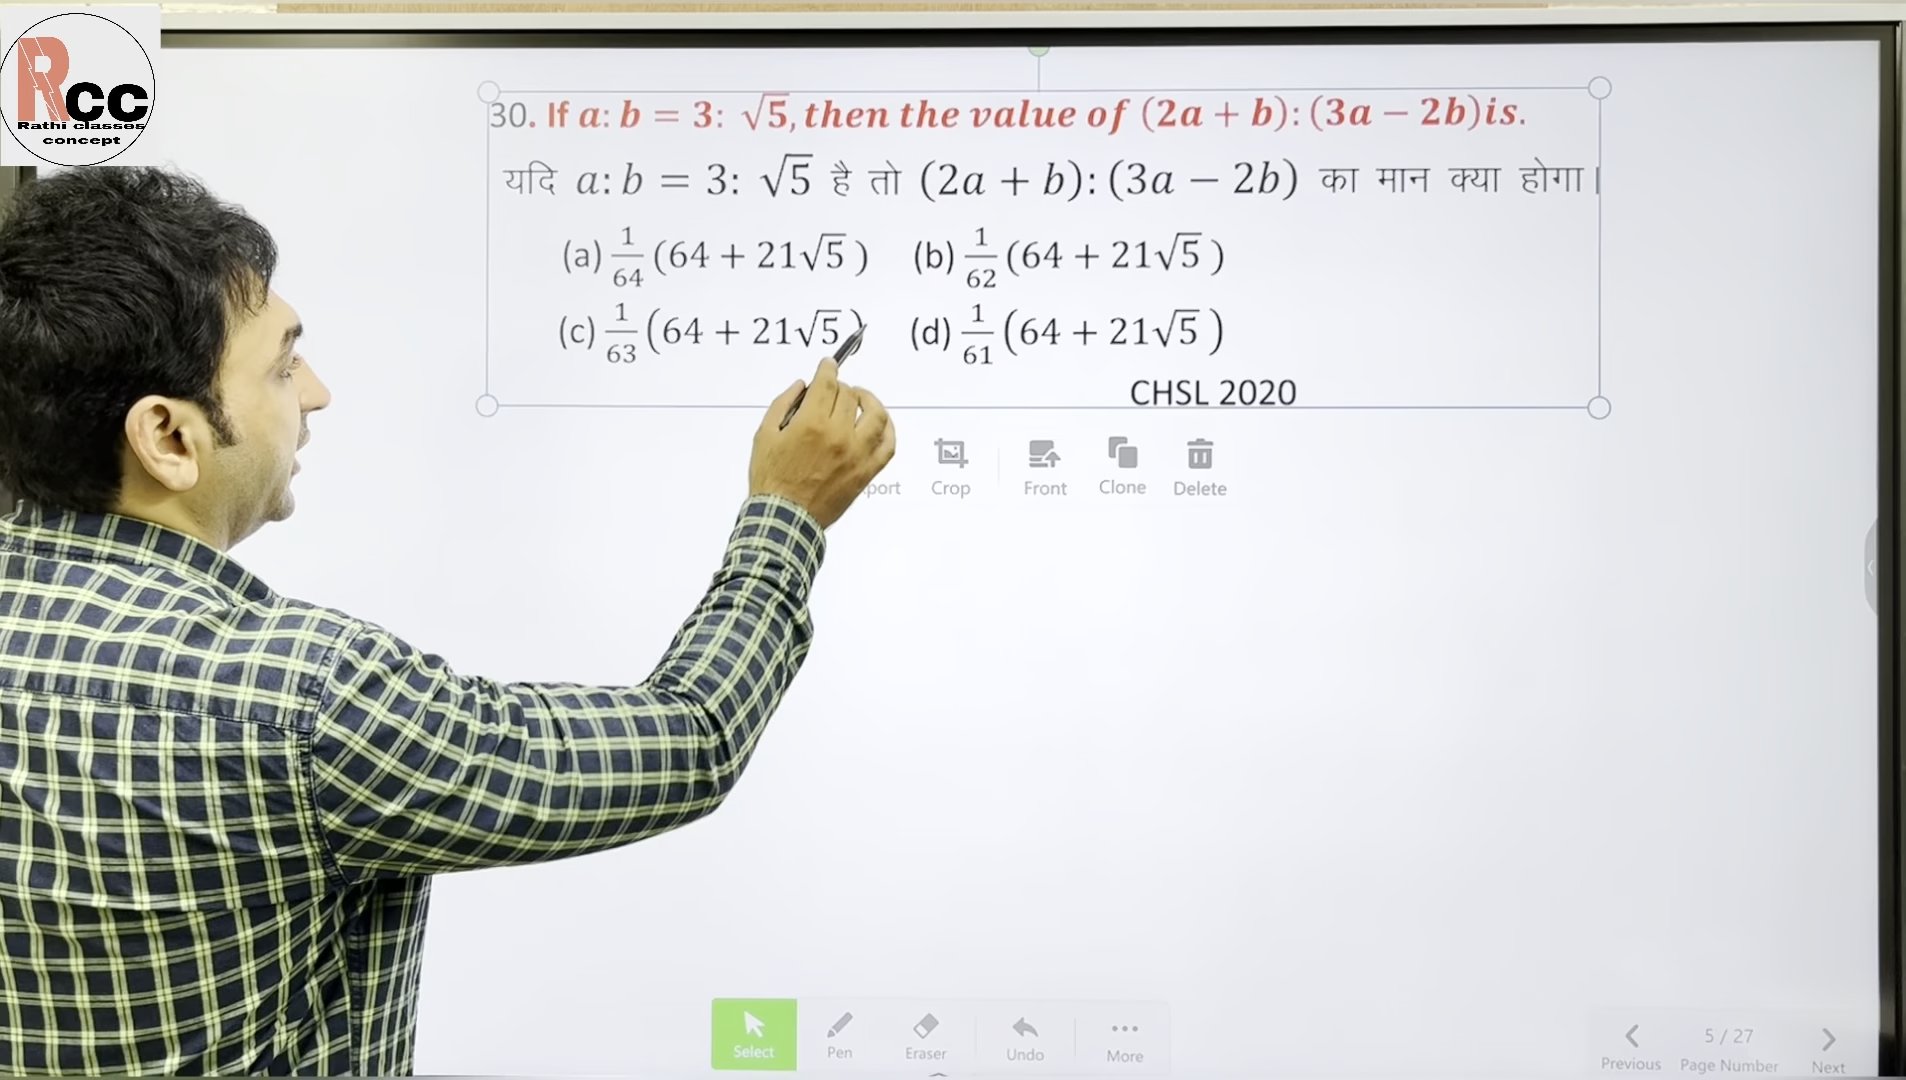 Rcc
Rathi classes
concept
30. If a: b = 3: √5, then the value of (2a + b): (3a − 2b)is.
यदि a: b = 3: √5 है तो (2a + b): (3a − 2b) का मान क्या होगा।
(a) 1/64 (64 + 21√5 ) (b) 1/62 (64 + 21√5 )
(c) 1/63 (64 + 21√5 ) (d) 1/61 (64 + 21√5 )
CHSL 2020
Crop Front Clone Delete
Select Pen Eraser Undo More
5 / 27
Previous Page Number Next